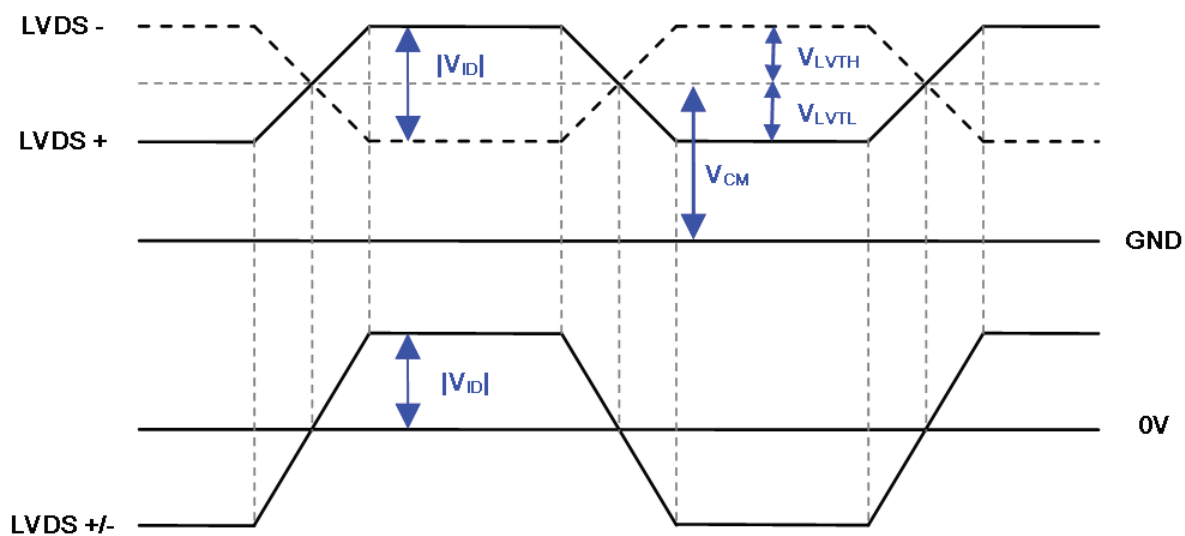 LVDS -
|VID|
VLVTH
VLVTL
LVDS +
VCM
GND
|VID|
0V
LVDS +/-